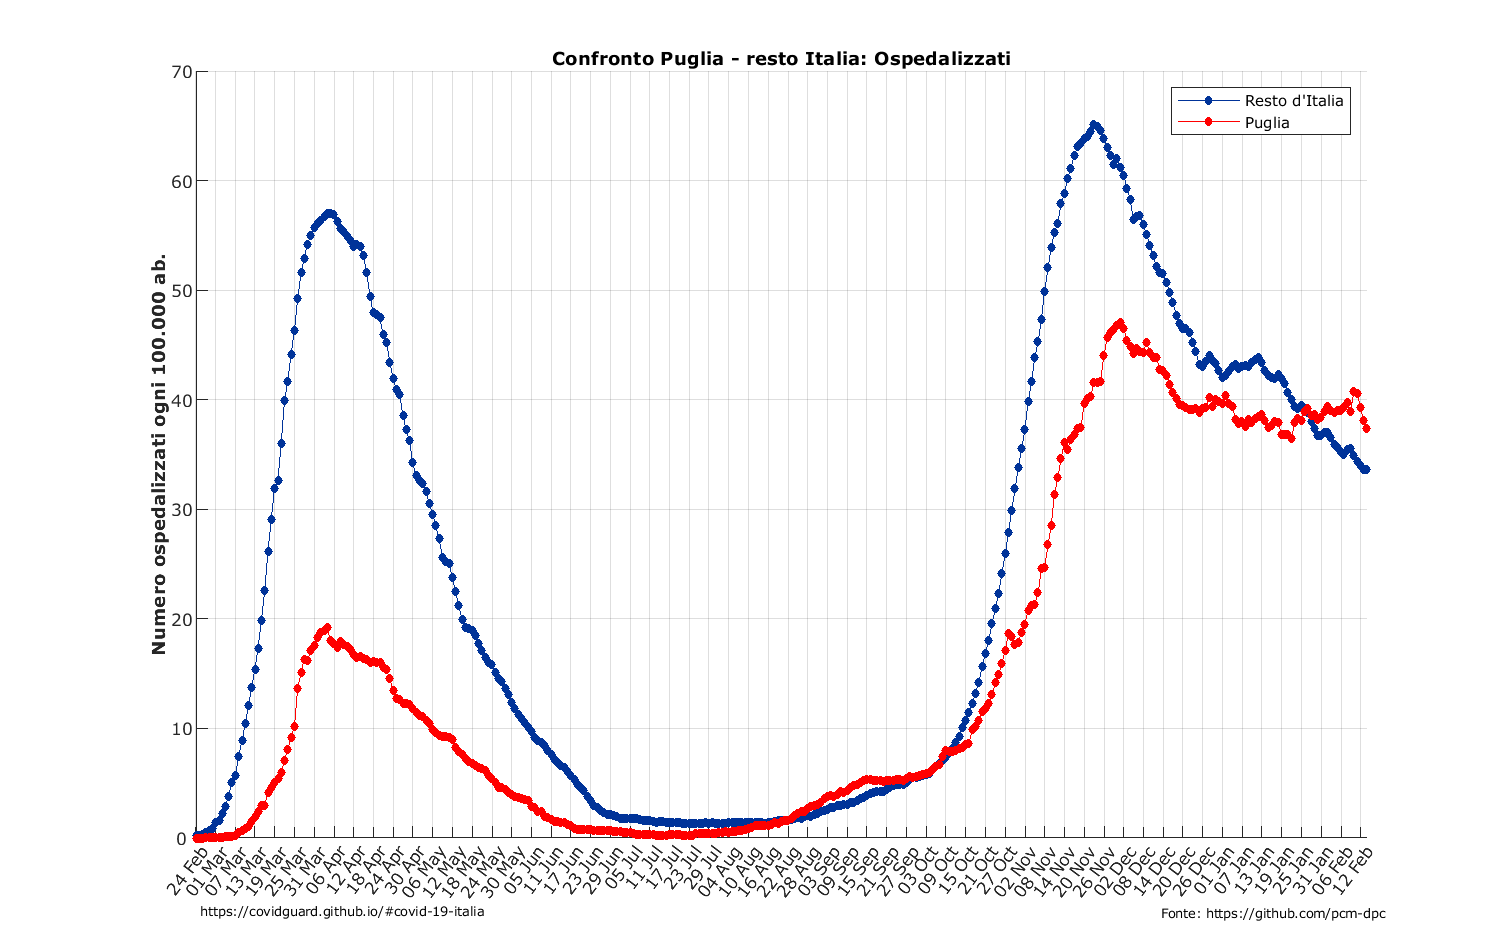 Confronto Puglia - resto Italia: Ospedalizzati
Resto d'Italia
Puglia
Numero ospedalizzati ogni 100.000 ab.
70
60
50
40
30
20
10
0
24 Feb
01 Mar
07 Mar
13 Mar
19 Mar
25 Mar
31 Mar
06 Apr
12 Apr
18 Apr
24 Apr
30 Apr
06 May
12 May
18 May
24 May
30 May
05 Jun
11 Jun
17 Jun
23 Jun
29 Jun
05 Jul
11 Jul
17 Jul
23 Jul
29 Jul
04 Aug
10 Aug
16 Aug
22 Aug
28 Aug
03 Sep
09 Sep
15 Sep
21 Sep
27 Sep
03 Oct
09 Oct
15 Oct
21 Oct
27 Oct
02 Nov
08 Nov
14 Nov
20 Nov
26 Nov
02 Dec
08 Dec
14 Dec
20 Dec
26 Dec
01 Jan
07 Jan
13 Jan
19 Jan
25 Jan
31 Jan
06 Feb
12 Feb
https://covidguard.github.io/#covid-19-italia
Fonte: https://github.com/pcm-dpc